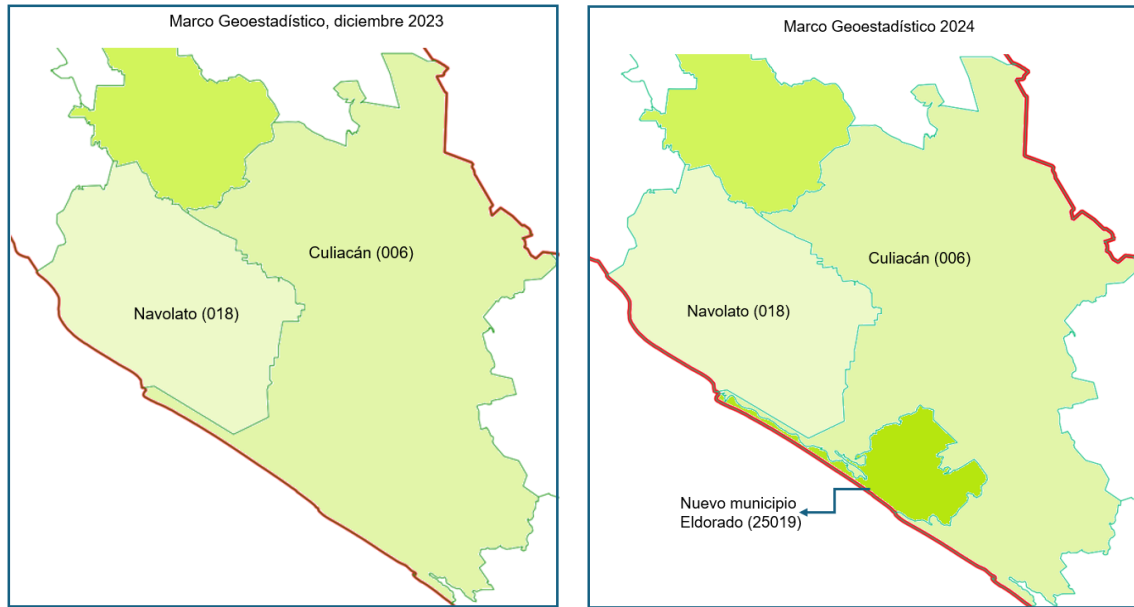 Marco Geoestadístico, diciembre 2023
Culiacán (006)
Navolato (018)
Marco Geoestadístico 2024
Culiacán (006)
Navolato (018)
Nuevo municipio
Eldorado (25019)